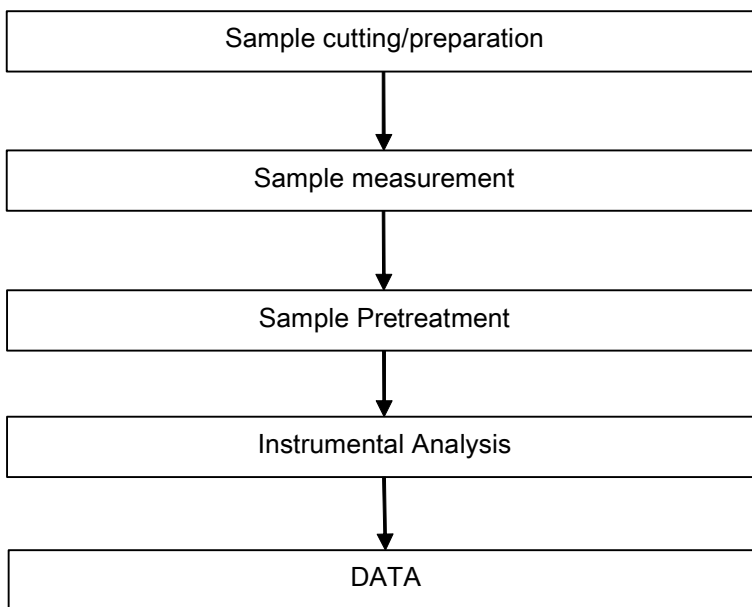 Sample cutting/preparation
Sample measurement
Sample Pretreatment
Instrumental Analysis
DATA